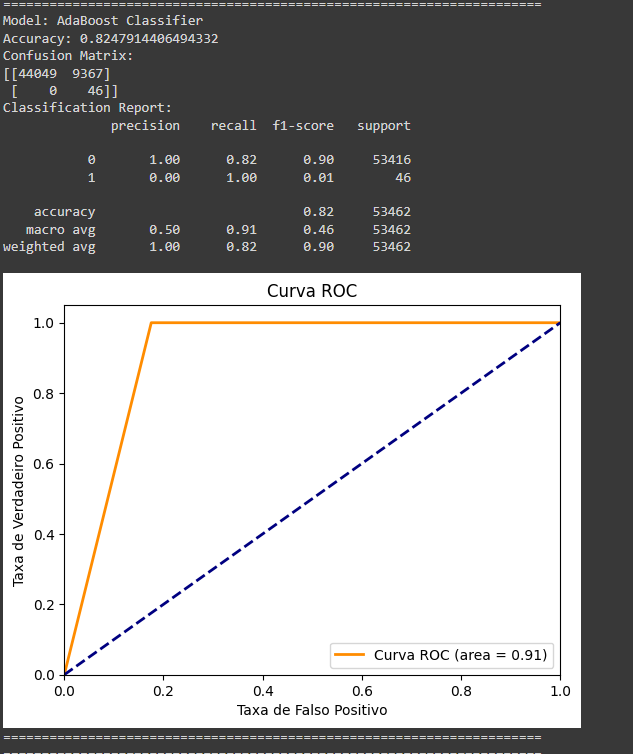 ======================================================================
Model: AdaBoost Classifier
Accuracy: 0.8247914406494332
Confusion Matrix:
[[44049  9367]
 [    0    46]]
Classification Report:
              precision    recall  f1-score   support

           0       1.00      0.82      0.90     53416
           1       0.00      1.00      0.01        46

    accuracy                           0.82     53462
   macro avg       0.50      0.91      0.46     53462
weighted avg       1.00      0.82      0.90     53462

Curva ROC
Taxa de Verdadeiro Positivo
1.0
0.8
0.6
0.4
0.2
0.0
0.0 0.2 0.4 0.6 0.8 1.0
Curva ROC (area = 0.91)
Taxa de Falso Positivo
======================================================================